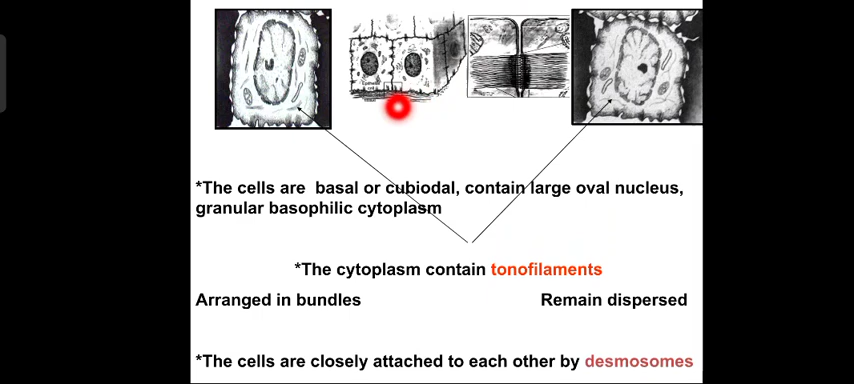 *The cells are basal or cubiodal, contain large oval nucleus,
granular basophilic cytoplasm
*The cytoplasm contain tonofilaments
Arranged in bundles
Remain dispersed
*The cells are closely attached to each other by desmosomes